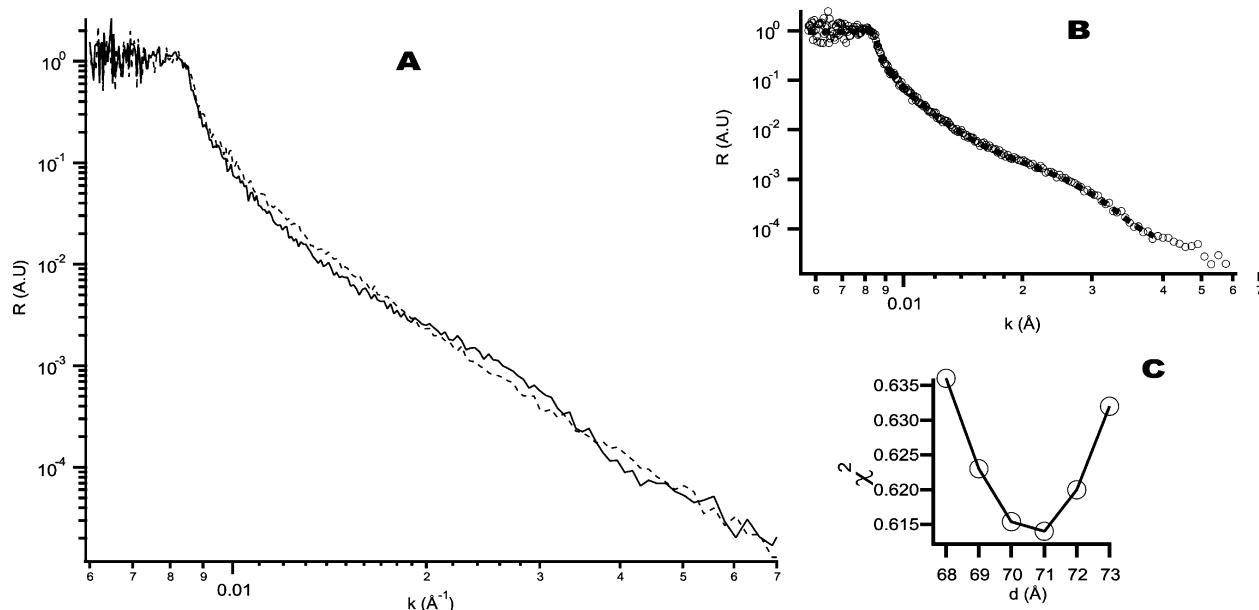 A
10⁰
10⁻¹
10⁻²
10⁻³
10⁻⁴
R (A.U)
6 7 8 9 0.01 2 3 4 5 6 7
k (Å⁻¹)
B
10⁰
10⁻¹
10⁻²
10⁻³
10⁻⁴
R (A.U)
6 7 8 9 0.01 2 3 4 5 6 7
k (Å)
C
0.635
0.630
0.625
0.620
0.615
χ²
68 69 70 71 72 73
d (Å)